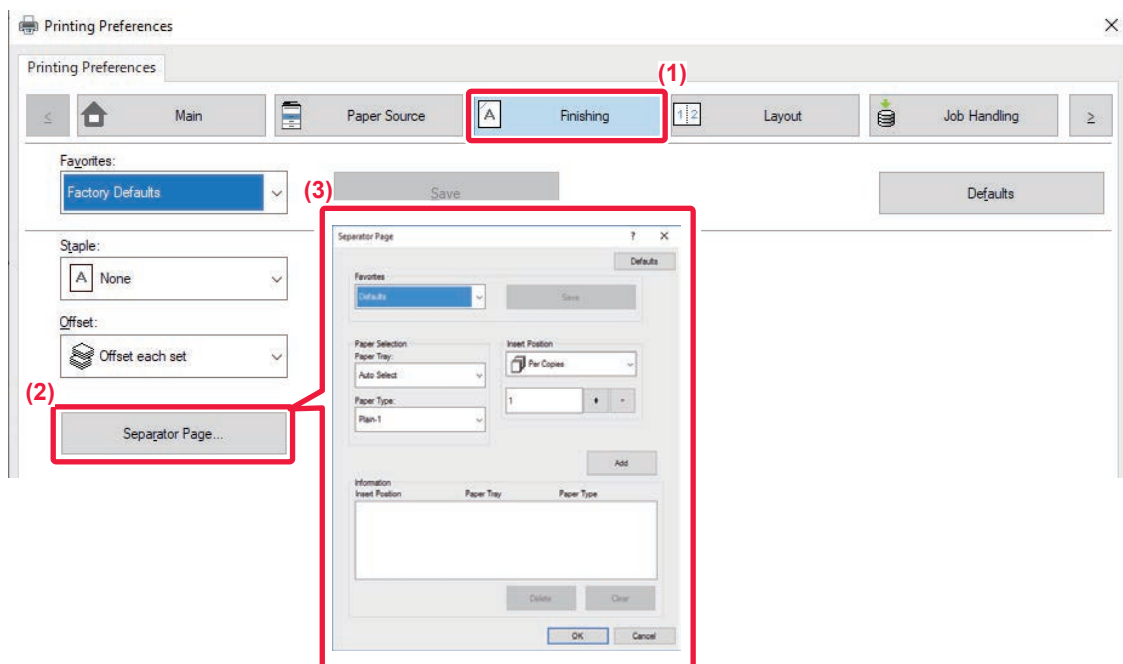 Printing Preferences
Printing Preferences
(1)
Main
Paper Source
A
Finishing
1 2
Layout
Job Handling
Favorites:
Factory Defaults
(3)
Save
Defaults
Staple:
A None
Offset:
Offset each set
(2)
Separator Page...
Separator Page
?
Defaults
Favorites
Defaults
Save
Paper Selection
Paper Tray:
Auto Select
Paper Type:
Plain-1
Insert Position
Per Copies
1 + -
Add
Information
Insert Position Paper Tray Paper Type
Delete Clear
OK Cancel